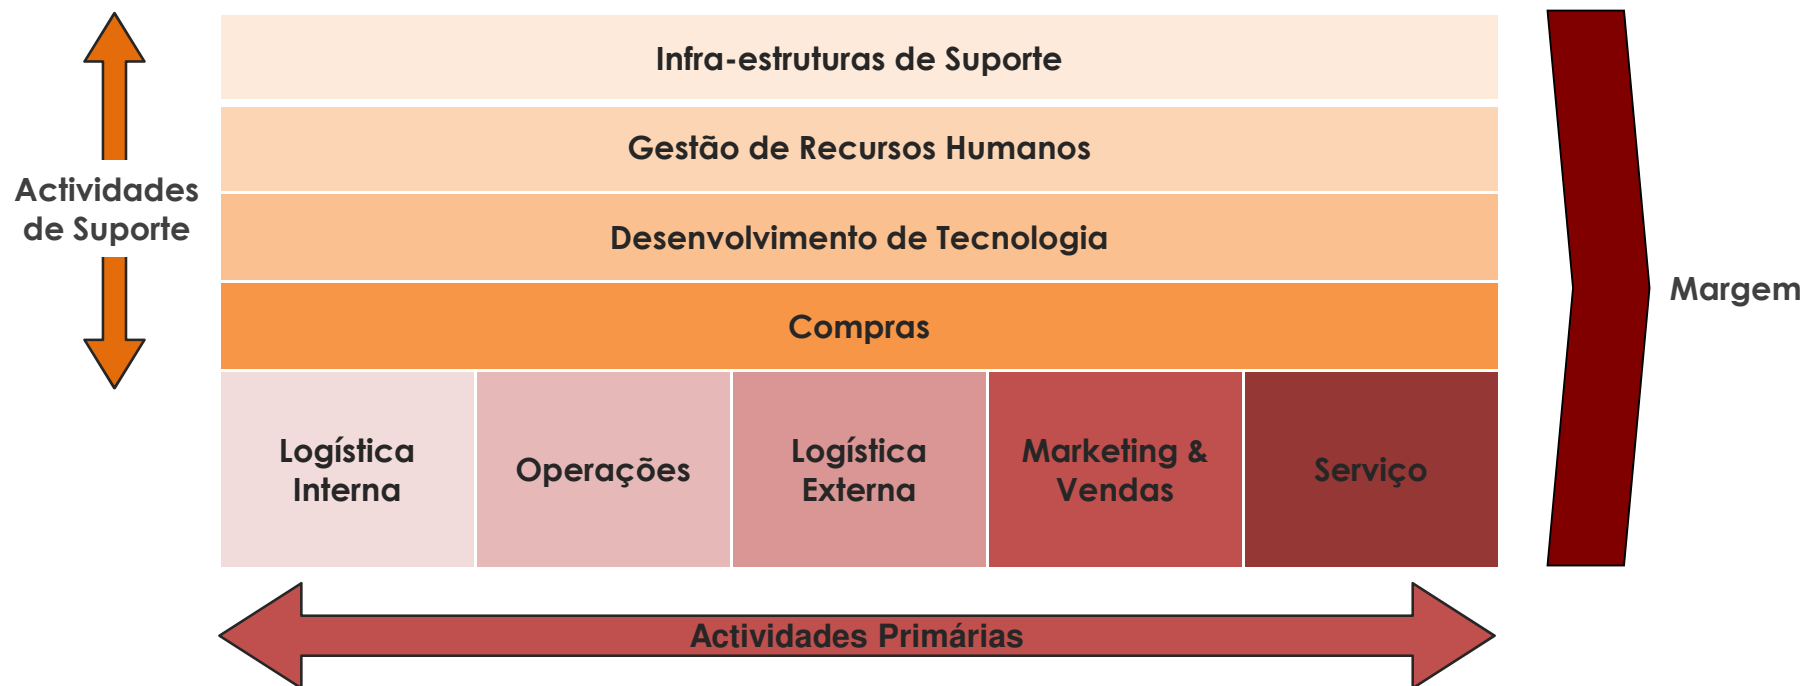 Infra-estruturas de Suporte
Gestão de Recursos Humanos
Actividades
de Suporte
Desenvolvimento de Tecnologia
Margem
Compras
Logística
Interna
Operações
Logística
Externa
Marketing &
Vendas
Serviço
Actividades Primárias